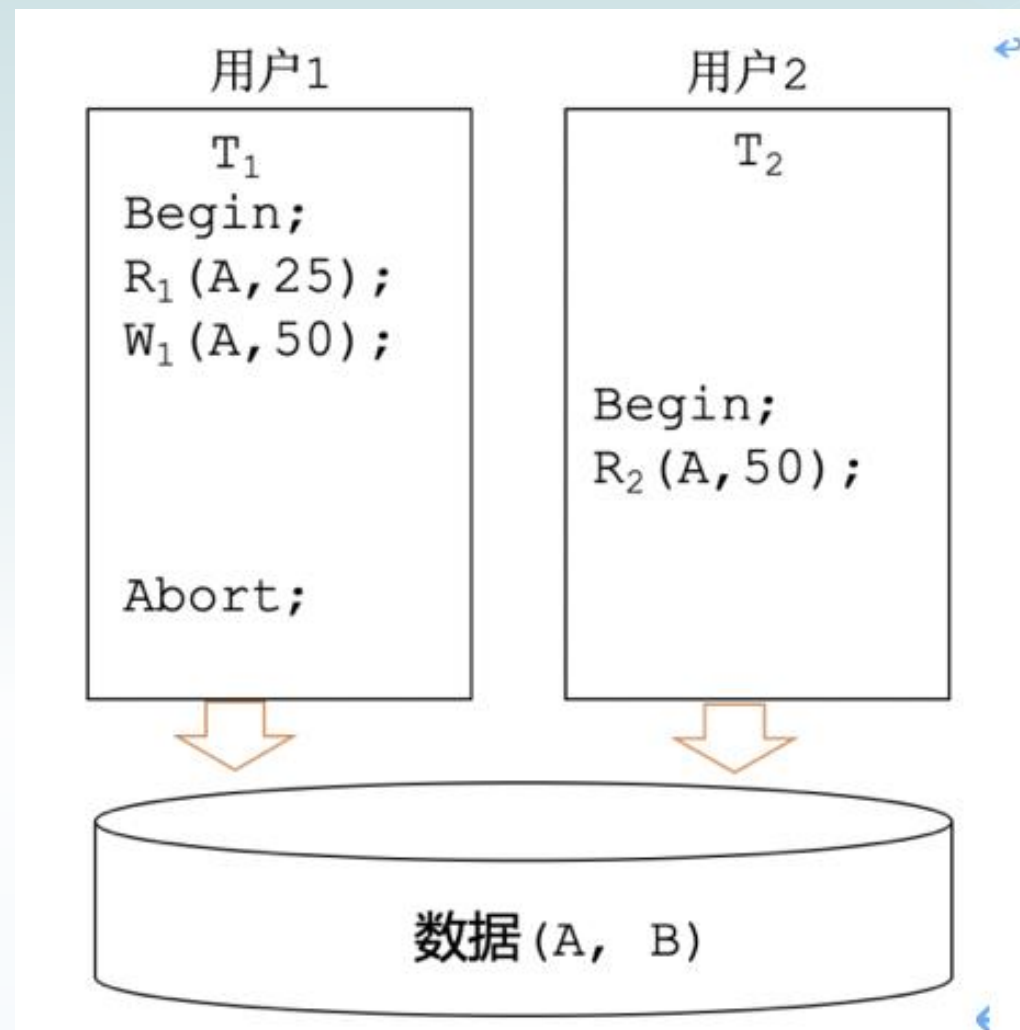 用户1
T₁
Begin;
R₁(A,25);
W₁(A,50);
Abort;
用户2
T₂
Begin;
R₂(A,50);
数据(A, B)